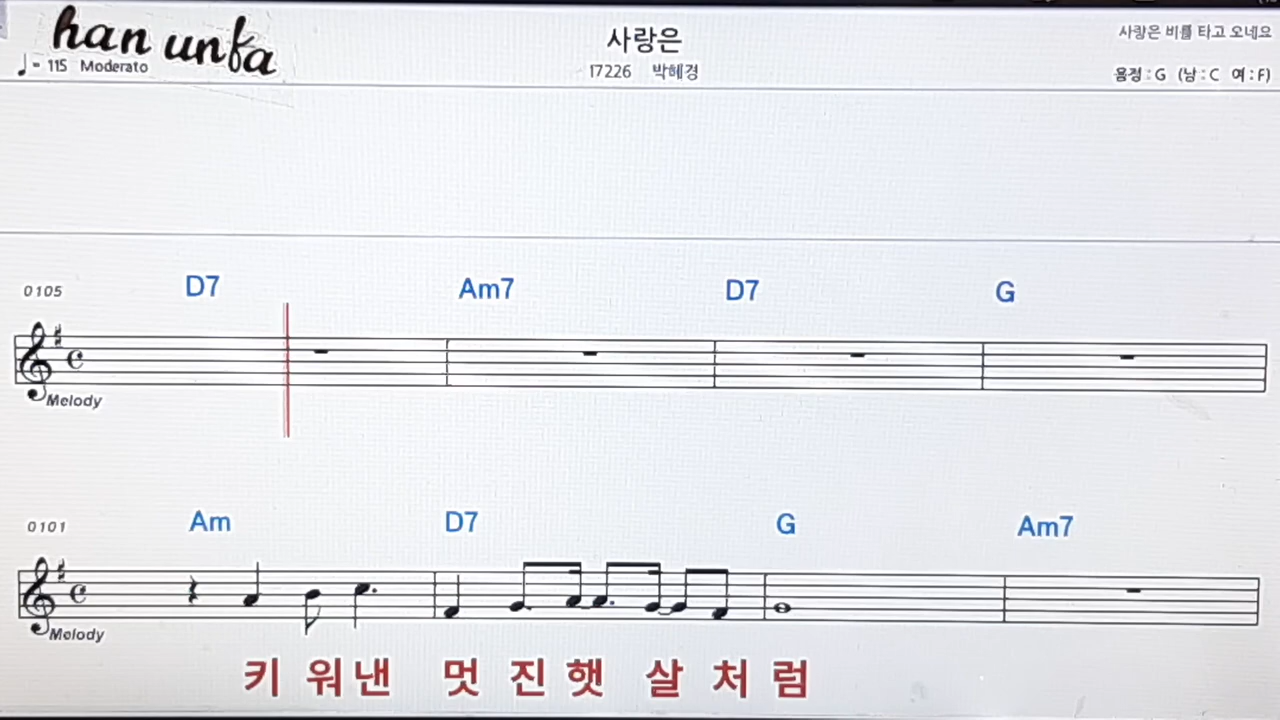 han unka
♩= 115 Moderato
사랑은
17226 박혜경
사랑은 비를 타고 오네요
음정 : G (남 : C 여 : F)
0105
D7 Am7 D7 G
Melody
0101
Am D7 G Am7
Melody
키 워낸 멋 진 햇 살 처 럼